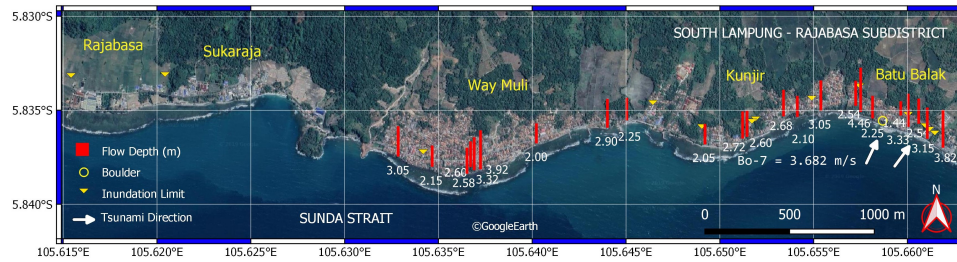 5.830°S
SOUTH LAMPUNG - RAJABASA SUBDISTRICT
Rajabasa
Sukaraja
Way Muli
Kunjir
Batu Balak
5.835°S
Flow Depth (m)
Boulder
Inundation Limit
Tsunami Direction
3.05
2.15
2.60
2.58
3.32
3.92
2.00
2.90
2.25
2.05
2.72
2.60
2.68
2.10
3.05
2.54
4.46
2.25
4.44
3.33
2.54
3.15
3.82
Bo-7 = 3.682 m/s
5.840°S
SUNDA STRAIT
©GoogleEarth
0 500 1000 m
N
105.615°E 105.620°E 105.625°E 105.630°E 105.635°E 105.640°E 105.645°E 105.650°E 105.655°E 105.660°E